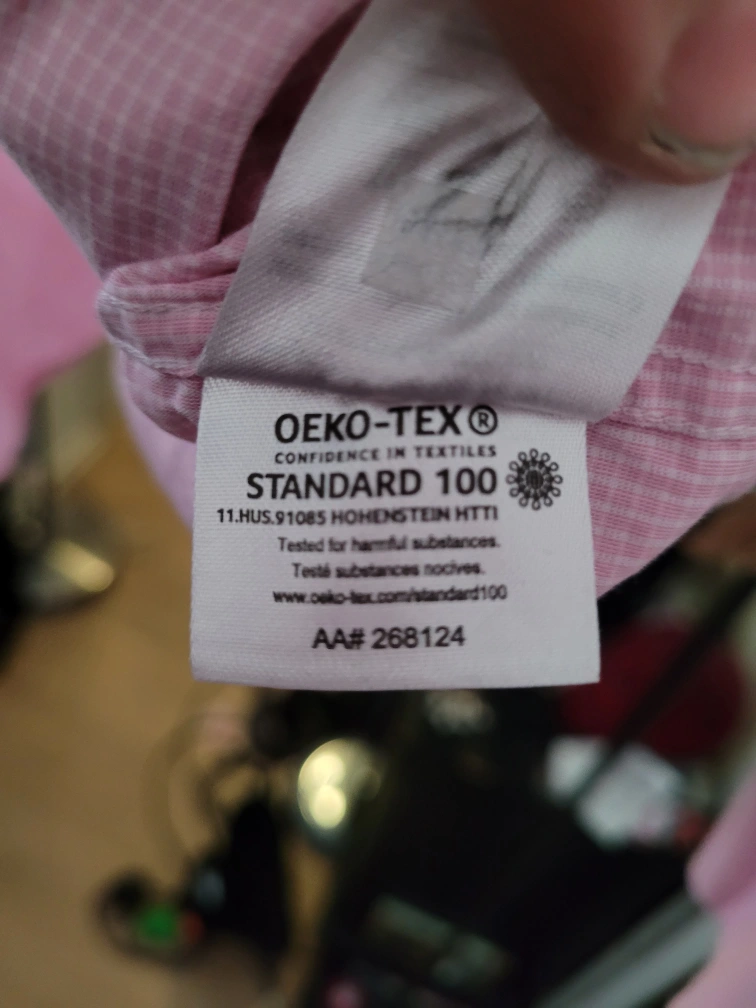 OEKO-TEX®
CONFIDENCE IN TEXTILES
STANDARD 100
11.HUS.91085 HOHENSTEIN HTTI
Tested for harmful substances.
Testé substances nocives.
www.oeko-tex.com/standard100
AA# 268124